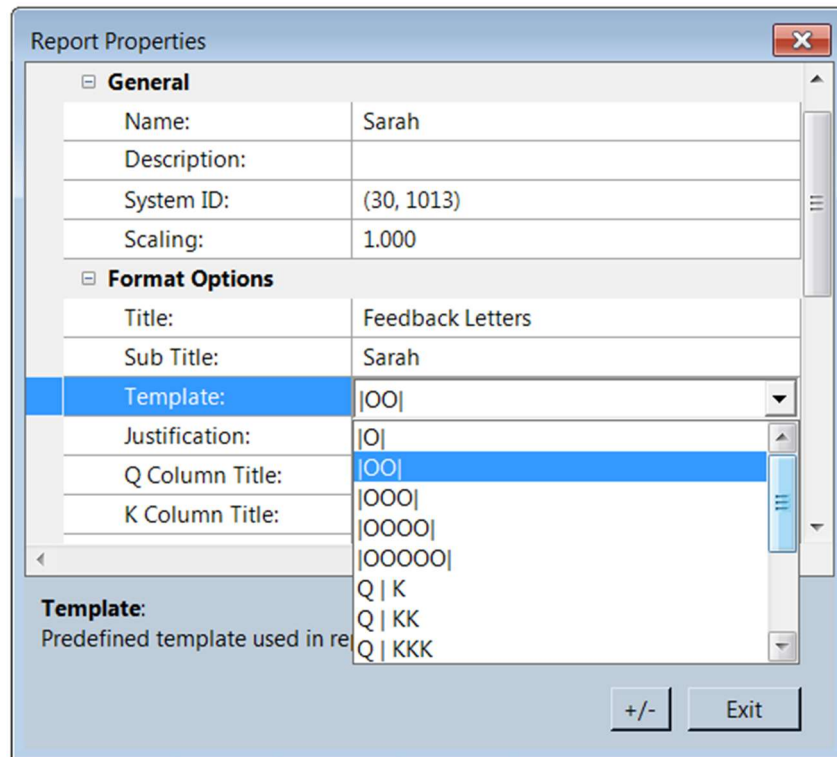 Report Properties
General
Name: Sarah
Description:
System ID: (30, 1013)
Scaling: 1.000
Format Options
Title: Feedback Letters
Sub Title: Sarah
Template: |OO|
Justification: |O|
|OO|
Q Column Title: |OOO|
K Column Title: |OOOO|
|OOOOO|
Q | K
Template: Q | KK
Predefined template used in re
Q | KKK
+/- Exit